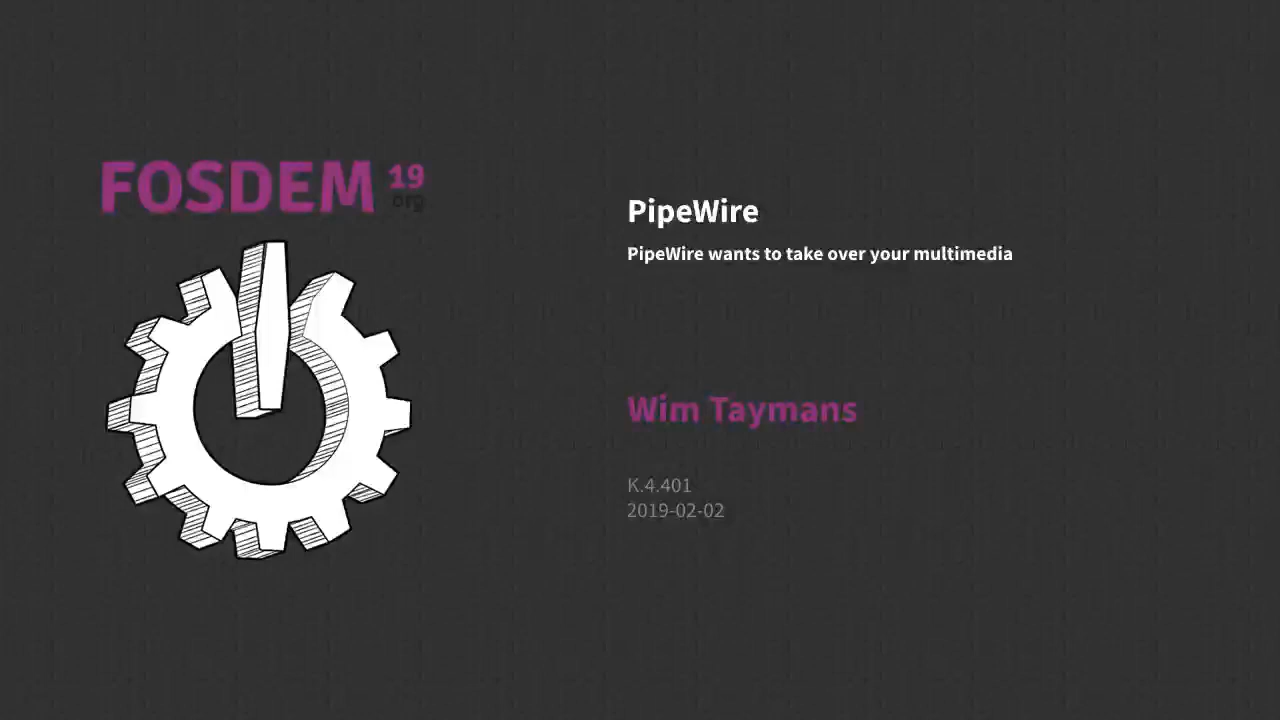 FOSDEM 19
org
PipeWire
PipeWire wants to take over your multimedia
Wim Taymans
K.4.401
2019-02-02